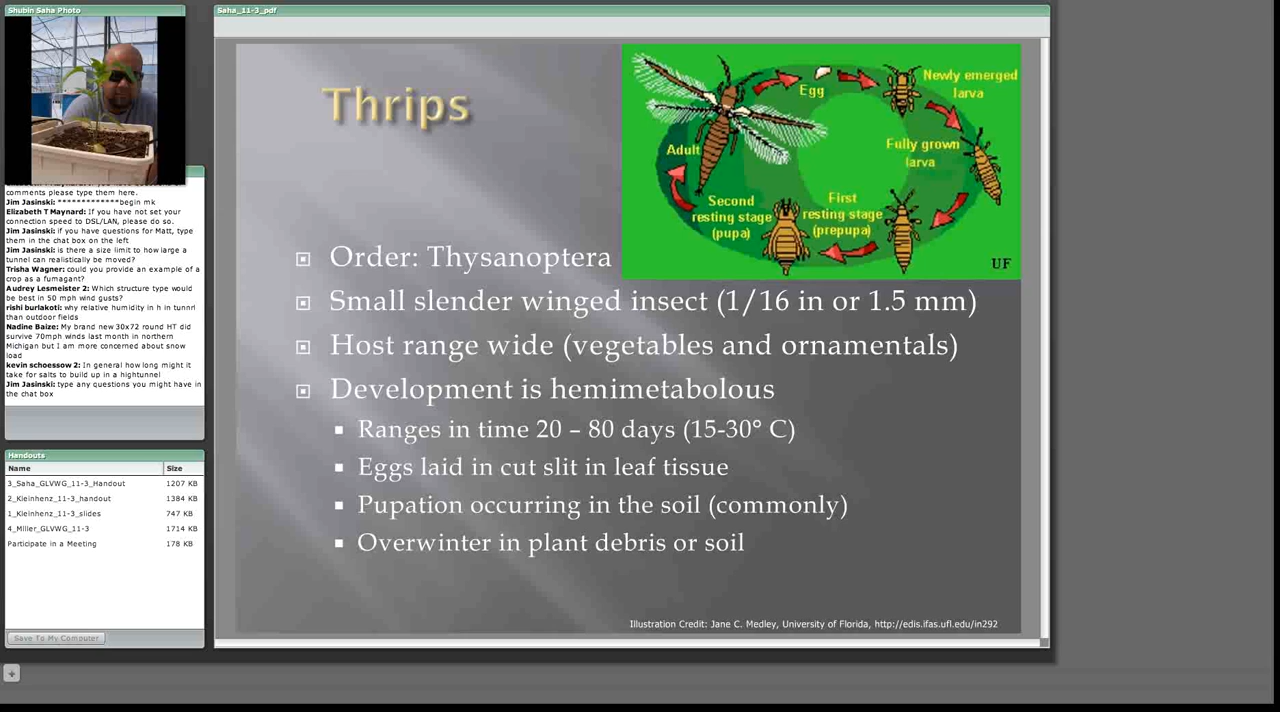 Shubin Saha Photo
comments please type them here.
Jim Jasinski: *************begin mk
Elizabeth T Maynard: If you have not set your
connection speed to DSL/LAN, please do so.
Jim Jasinski: if you have questions for Matt, type
them in the chat box on the left
Jim Jasinski: is there a size limit to how large a
tunnel can realistically be moved?
Trisha Wagner: could you provide an example of a
crop as a fumagant?
Audrey Lesmeister 2: Which structure type would
be best in 50 mph wind gusts?
rishi burlakoti: why relative humidity in h in tunnrl
than outdoor fields
Nadine Baize: My brand new 30x72 round HT did
survive 70mph winds last month in northern
Michigan but I am more concerned about snow
load
kevin schoessow 2: In general how long might it
take for salts to build up in a hightunnel
Jim Jasinski: type any questions you might have in
the chat box
Handouts
Name Size
3_Saha_GLVWG_11-3_Handout 1207 KB
2_Kleinhenz_11-3_handout 1384 KB
1_Kleinhenz_11-3_slides 747 KB
4_Miller_GLVWG_11-3 1714 KB
Participate in a Meeting 178 KB
Save To My Computer
Saha_11-3_pdf
Thrips
Egg
Newly emerged
larva
Fully grown
larva
First
resting stage
(prepupa)
Second
resting stage
(pupa)
Adult
UF
Order: Thysanoptera
Small slender winged insect (1/16 in or 1.5 mm)
Host range wide (vegetables and ornamentals)
Development is hemimetabolous
Ranges in time 20 – 80 days (15-30° C)
Eggs laid in cut slit in leaf tissue
Pupation occurring in the soil (commonly)
Overwinter in plant debris or soil
Illustration Credit: Jane C. Medley, University of Florida, http://edis.ifas.ufl.edu/in292